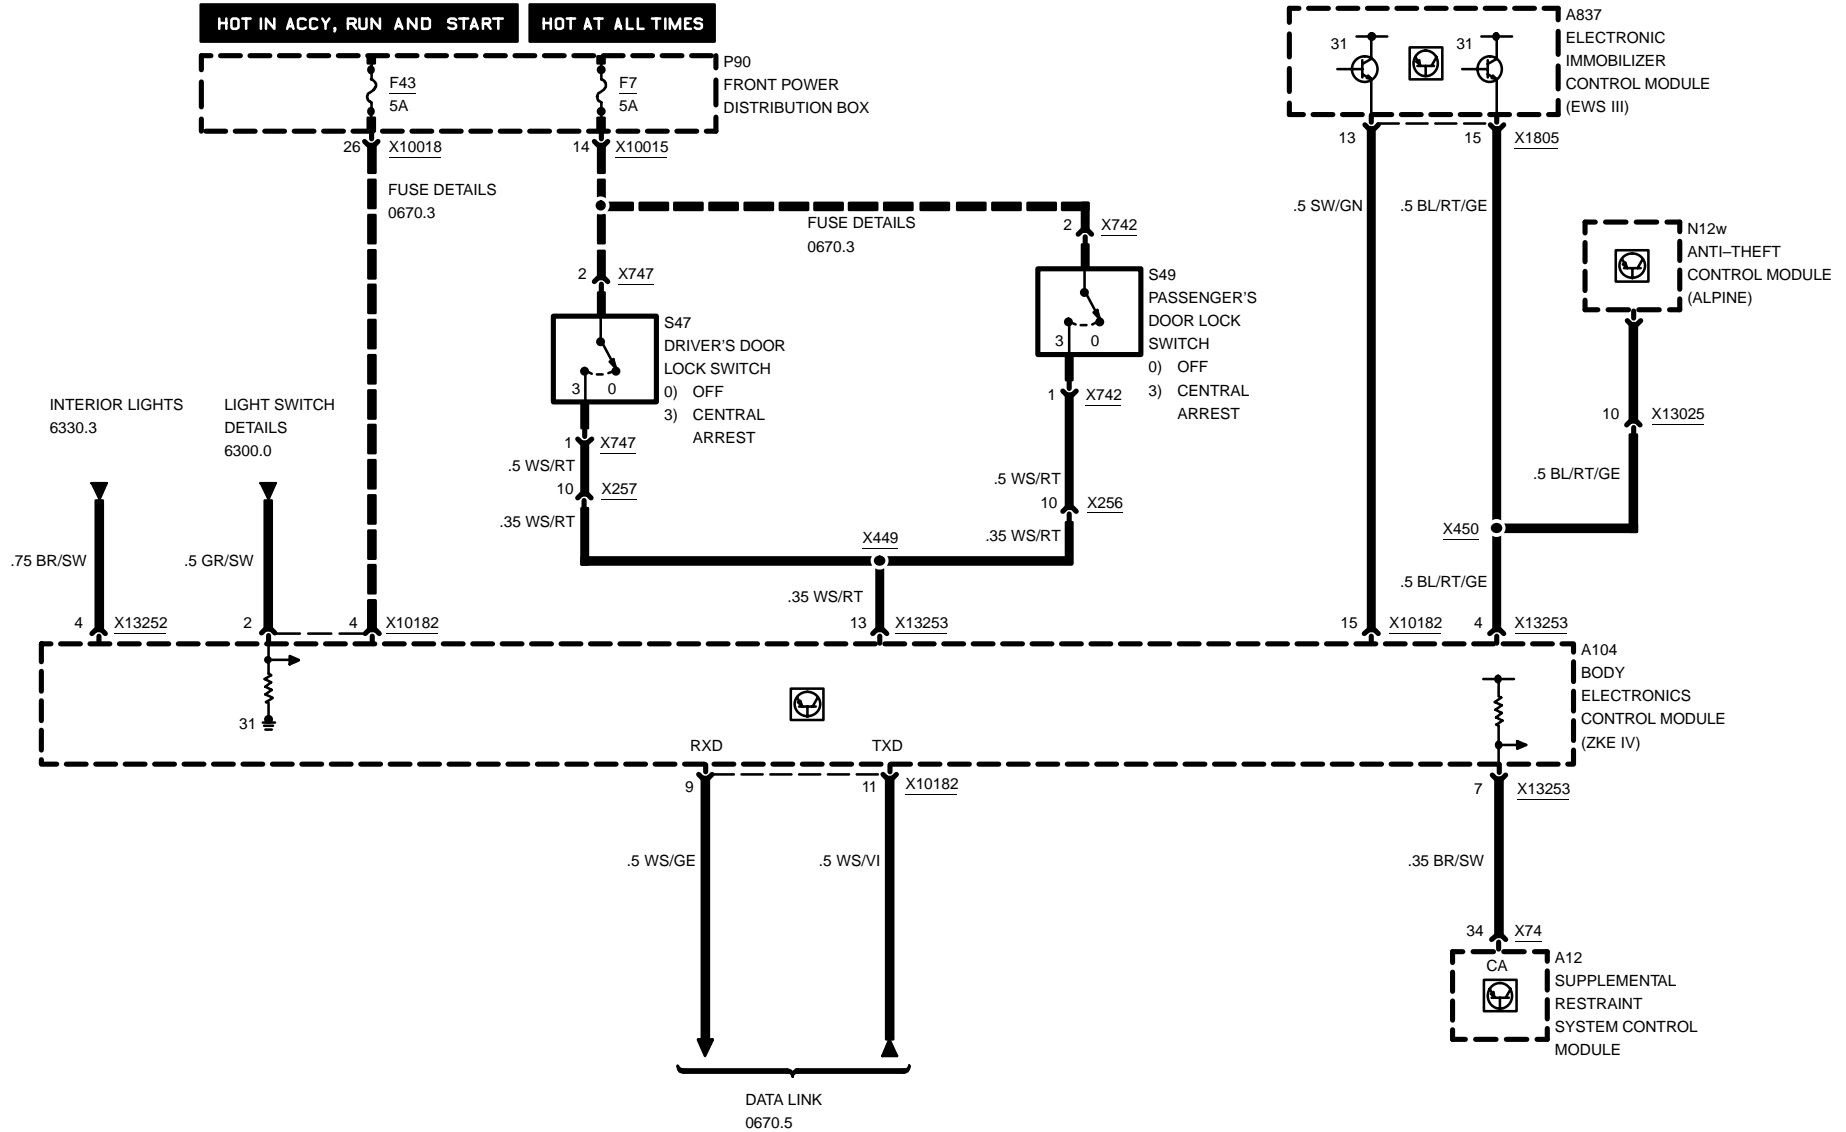 HOT IN ACCY, RUN AND START
HOT AT ALL TIMES
P90
FRONT POWER
DISTRIBUTION BOX
F43
5A
F7
5A
26 X10018
14 X10015
FUSE DETAILS
0670.3
FUSE DETAILS
0670.3
2 X742
2 X747
S49
PASSENGER'S
DOOR LOCK
SWITCH
0) OFF
3) CENTRAL
ARREST
3 0
S47
DRIVER'S DOOR
LOCK SWITCH
0) OFF
3) CENTRAL
ARREST
3 0
1 X742
1 X747
.5 WS/RT
10 X257
.35 WS/RT
.5 WS/RT
10 X256
.35 WS/RT
X449
.35 WS/RT
A837
ELECTRONIC
IMMOBILIZER
CONTROL MODULE
(EWS III)
31
31
13
15 X1805
.5 SW/GN
.5 BL/RT/GE
N12w
ANTI–THEFT
CONTROL MODULE
(ALPINE)
10 X13025
.5 BL/RT/GE
X450
.5 BL/RT/GE
INTERIOR LIGHTS
6330.3
LIGHT SWITCH
DETAILS
6300.0
.75 BR/SW
.5 GR/SW
4 X13252
2
4 X10182
13 X13253
15 X10182
4 X13253
A104
BODY
ELECTRONICS
CONTROL MODULE
(ZKE IV)
31
RXD
TXD
9
11 X10182
7 X13253
.5 WS/GE
.5 WS/VI
.35 BR/SW
34 X74
CA
A12
SUPPLEMENTAL
RESTRAINT
SYSTEM CONTROL
MODULE
DATA LINK
0670.5